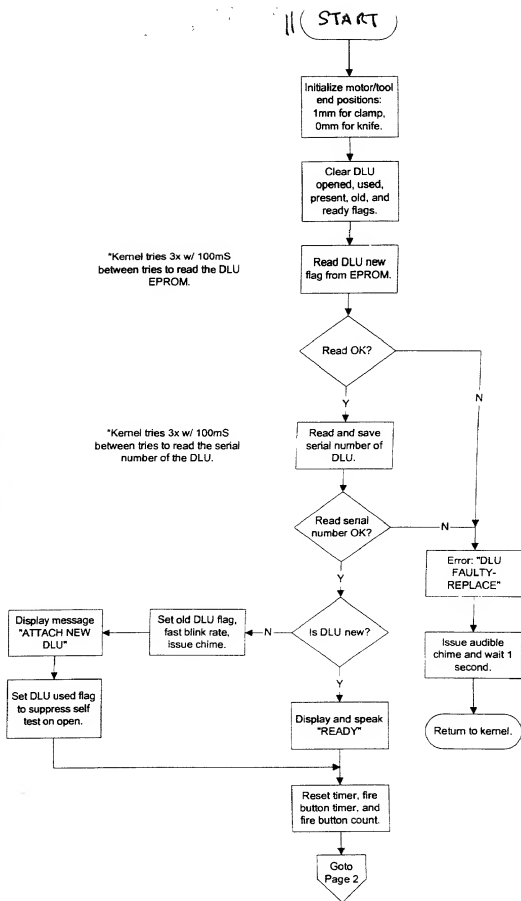 START
Initialize motor/tool
end positions:
1mm for clamp,
0mm for knife.
Clear DLU
opened, used,
present, old, and
ready flags.
*Kernel tries 3x w/ 100mS
between tries to read the DLU
EPROM.
Read DLU new
flag from EPROM.
Read OK?
N
Y
*Kernel tries 3x w/ 100mS
between tries to read the serial
number of the DLU.
Read and save
serial number of
DLU.
Read serial
number OK?
N
Y
Error: "DLU
FAULTY-
REPLACE"
Display message
"ATTACH NEW
DLU"
Set old DLU flag,
fast blink rate,
issue chime.
N
Is DLU new?
Y
Issue audible
chime and wait 1
second.
Set DLU used flag
to suppress self
test on open.
Display and speak
"READY"
Return to kernel.
Reset timer, fire
button timer, and
fire button count.
Goto
Page 2